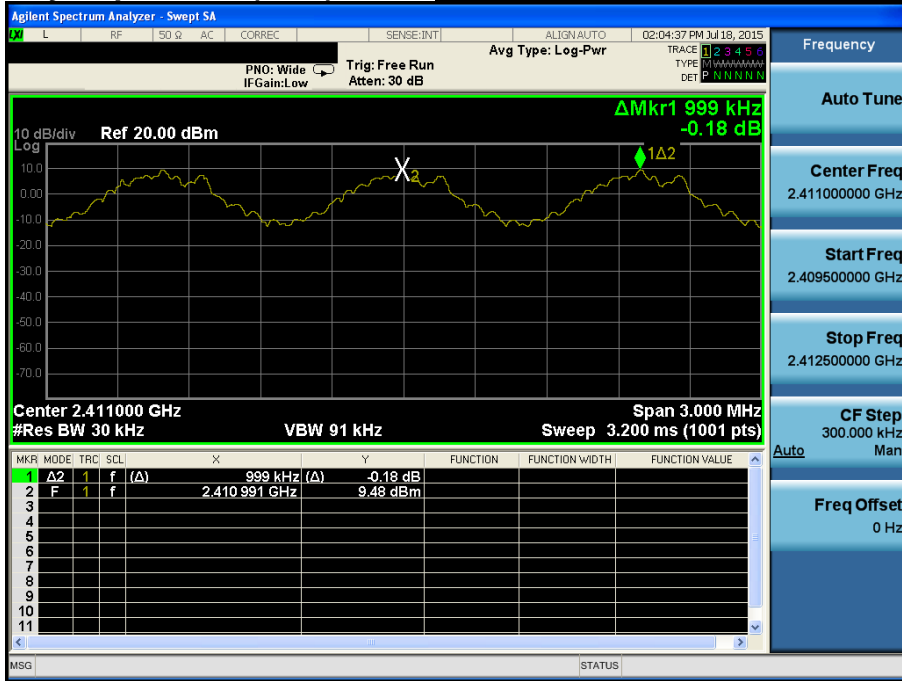 Agilent Spectrum Analyzer - Swept SA
LXI L RF 50 Ω AC CORREC SENSE:INT ALIGNAUTO 02:04:37 PM Jul 18, 2015
Avg Type: Log-Pwr TRACE 1 2 3 4 5 6
PNO: Wide Trig: Free Run TYPE MWWWWW
IFGain:Low Atten: 30 dB DET P N N N N N
Frequency
Auto Tune
ΔMkr1 999 kHz
-0.18 dB
10 dB/div Ref 20.00 dBm
Log
1Δ2
10.0
X2
0.00
-10.0
-20.0
-30.0
-40.0
-50.0
-60.0
-70.0
Center 2.411000 GHz Span 3.000 MHz
#Res BW 30 kHz VBW 91 kHz Sweep 3.200 ms (1001 pts)
Center Freq
2.411000000 GHz
Start Freq
2.409500000 GHz
Stop Freq
2.412500000 GHz
CF Step
300.000 kHz
Auto Man
Freq Offset
0 Hz
MKR MODE TRC SCL X Y FUNCTION FUNCTION WIDTH FUNCTION VALUE
1 Δ2 1 f (Δ) 999 kHz (Δ) -0.18 dB
2 F 1 f 2.410 991 GHz 9.48 dBm
3
4
5
6
7
8
9
10
11
MSG STATUS